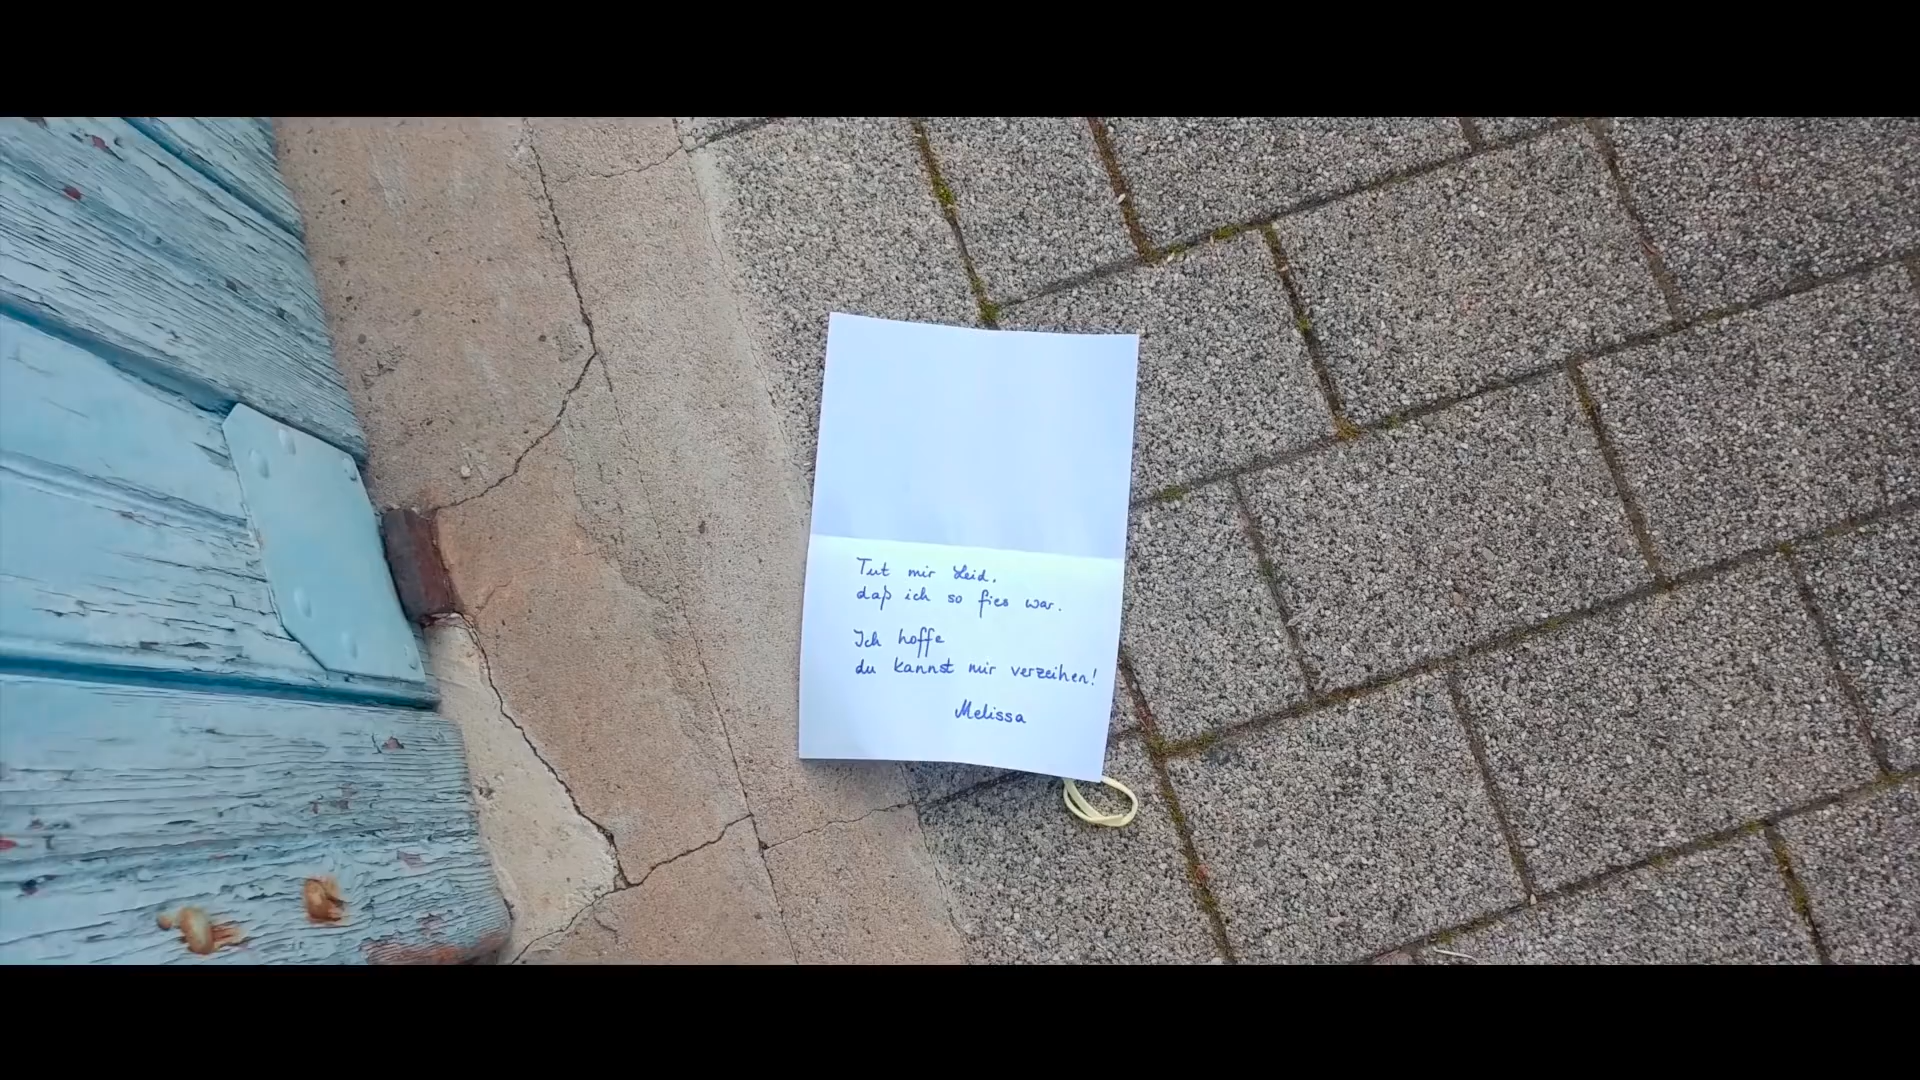 Tut mir Leid,
daß ich so fies war.
Ich hoffe
du kannst mir verzeihen!
Melissa